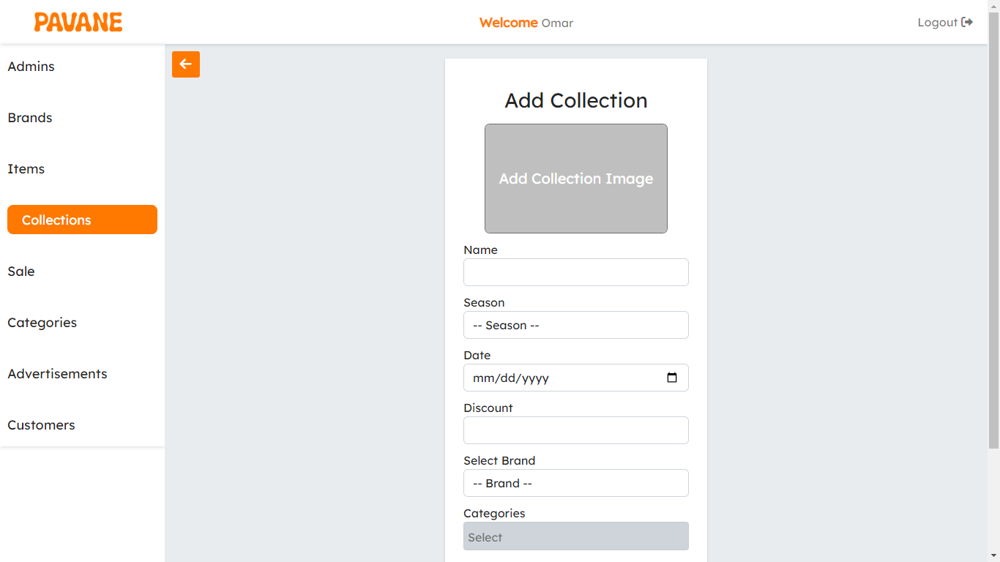 PAVANE
Welcome Omar
Logout
Admins
Brands
Items
Collections
Sale
Categories
Advertisements
Customers
Add Collection
Add Collection Image
Name
Season
-- Season --
Date
mm/dd/yyyy
Discount
Select Brand
-- Brand --
Categories
Select